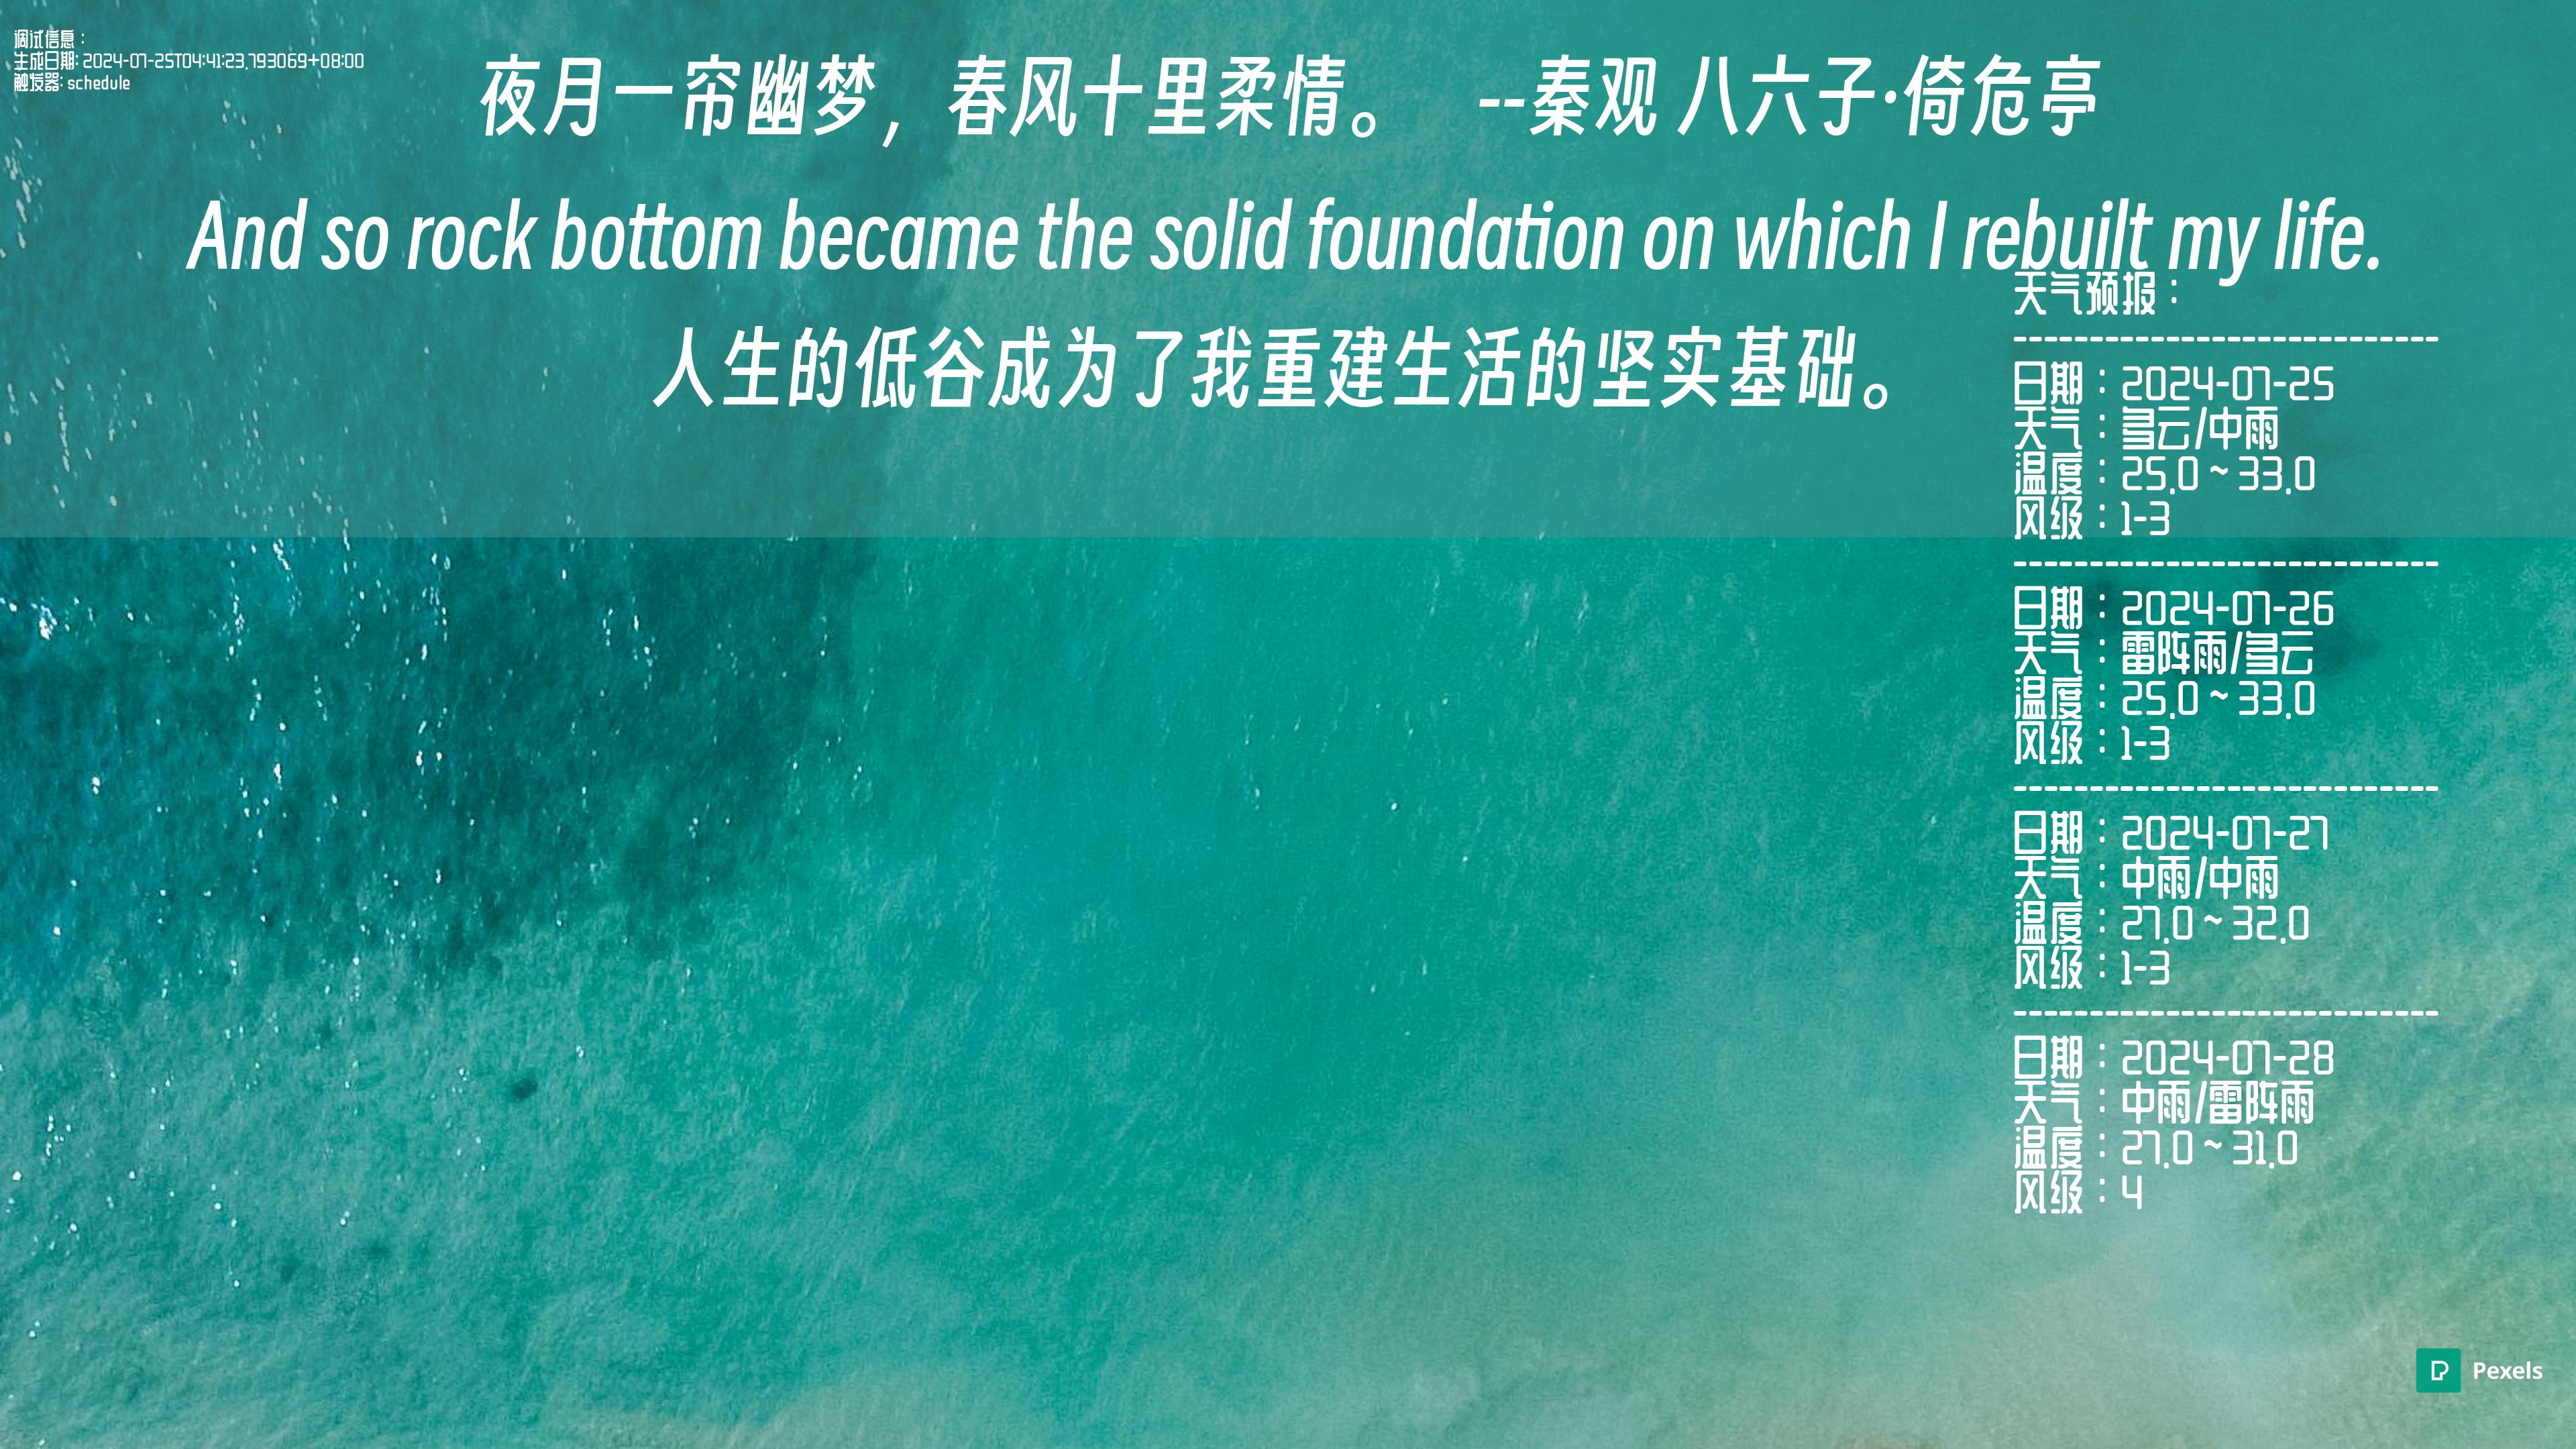 调试信息：
生成日期: 2024-07-25T04:41:23.793069+08:00
触发器: schedule
夜月一帘幽梦，春风十里柔情。 --秦观 八六子·倚危亭
And so rock bottom became the solid foundation on which I rebuilt my life.
人生的低谷成为了我重建生活的坚实基础。
天气预报：
----------------------------
日期：2024-07-25
天气：多云/中雨
温度：25.0 ~ 33.0
风级：1-3
----------------------------
日期：2024-07-26
天气：雷阵雨/多云
温度：25.0 ~ 33.0
风级：1-3
----------------------------
日期：2024-07-27
天气：中雨/中雨
温度：27.0 ~ 32.0
风级：1-3
----------------------------
日期：2024-07-28
天气：中雨/雷阵雨
温度：27.0 ~ 31.0
风级：4
Pexels